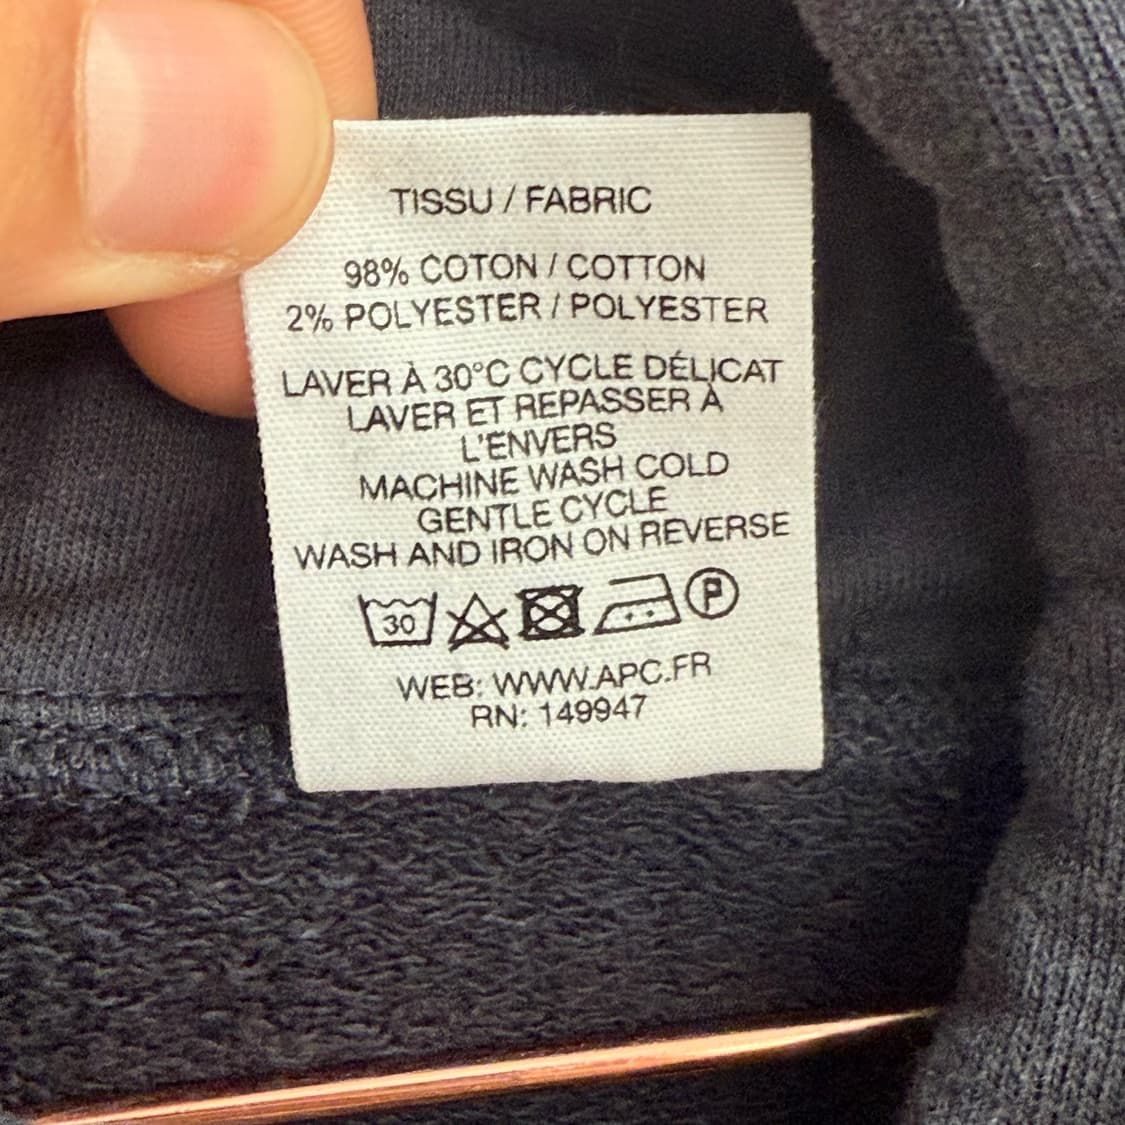 TISSU / FABRIC
98% COTON / COTTON
2% POLYESTER / POLYESTER
LAVER À 30°C CYCLE DÉLICAT
LAVER ET REPASSER À
L'ENVERS
MACHINE WASH COLD
GENTLE CYCLE
WASH AND IRON ON REVERSE
30 P
WEB: WWW.APC.FR
RN: 149947